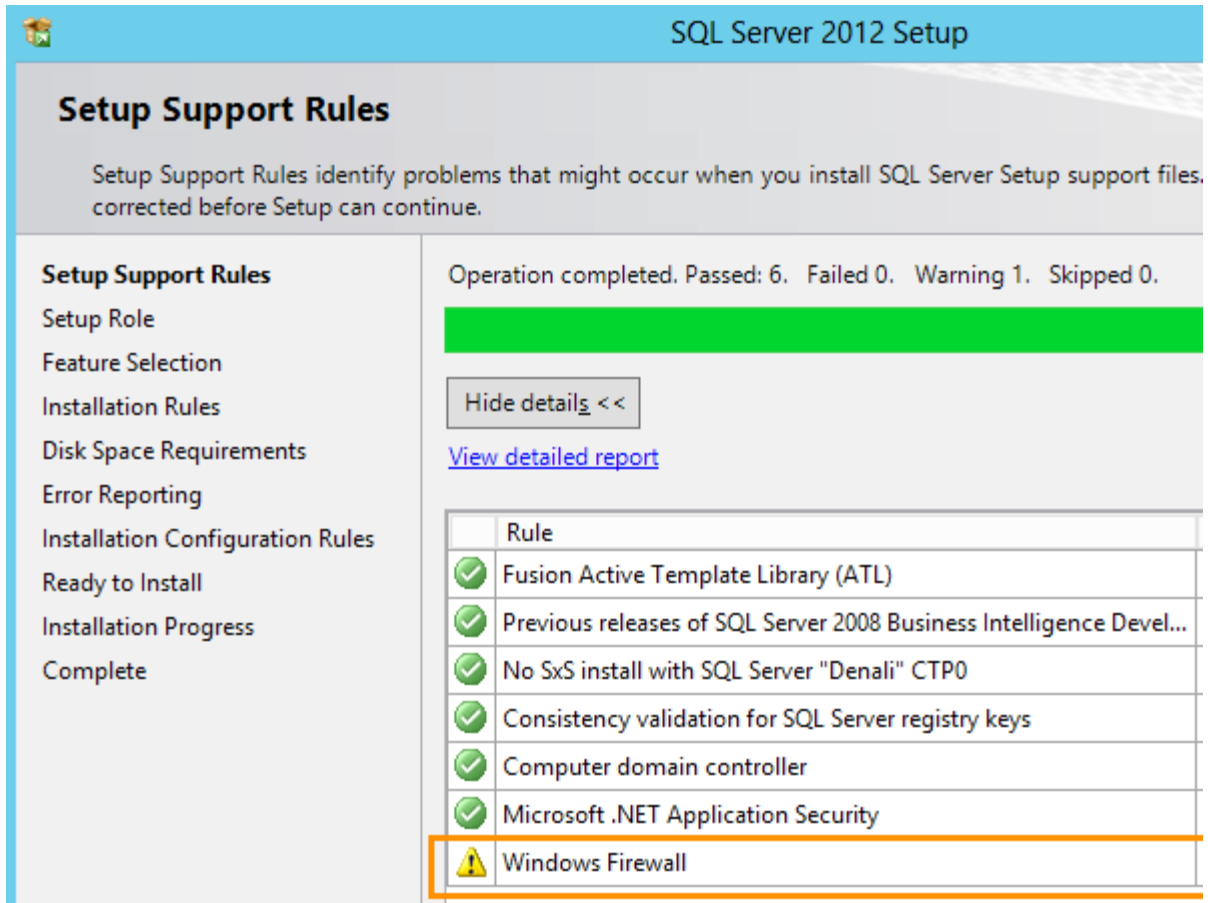 SQL Server 2012 Setup
Setup Support Rules
Setup Support Rules identify problems that might occur when you install SQL Server Setup support files.
corrected before Setup can continue.
Setup Support Rules
Setup Role
Feature Selection
Installation Rules
Disk Space Requirements
Error Reporting
Installation Configuration Rules
Ready to Install
Installation Progress
Complete
Operation completed. Passed: 6. Failed 0. Warning 1. Skipped 0.
Hide details <<
View detailed report
Rule
Fusion Active Template Library (ATL)
Previous releases of SQL Server 2008 Business Intelligence Devel...
No SxS install with SQL Server "Denali" CTP0
Consistency validation for SQL Server registry keys
Computer domain controller
Microsoft .NET Application Security
Windows Firewall